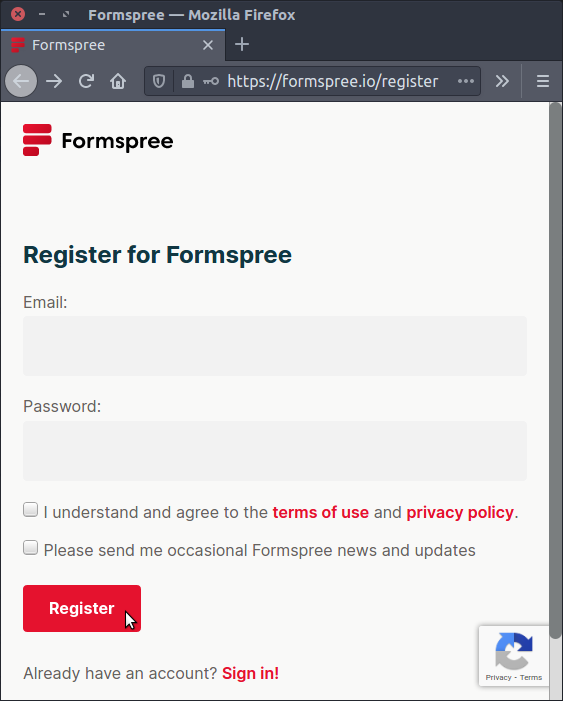 Formspree — Mozilla Firefox
Formspree
https://formspree.io/register
Formspree
Register for Formspree
Email:
Password:
I understand and agree to the terms of use and privacy policy.
Please send me occasional Formspree news and updates
Register
Already have an account? Sign in!
Privacy - Terms